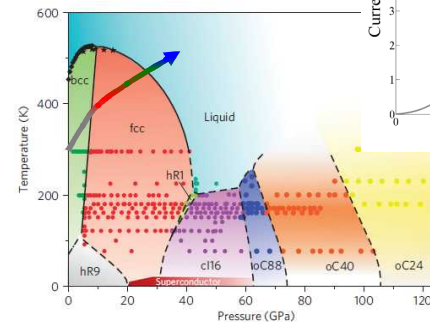 600
400
200
0
Temperature (K)
bcc
fcc
Liquid
hR1
hR9
cI16
oC88
oC40
oC24
Superconductor
0
20
40
60
80
100
120
Pressure (GPa)
3
2
1
0
0